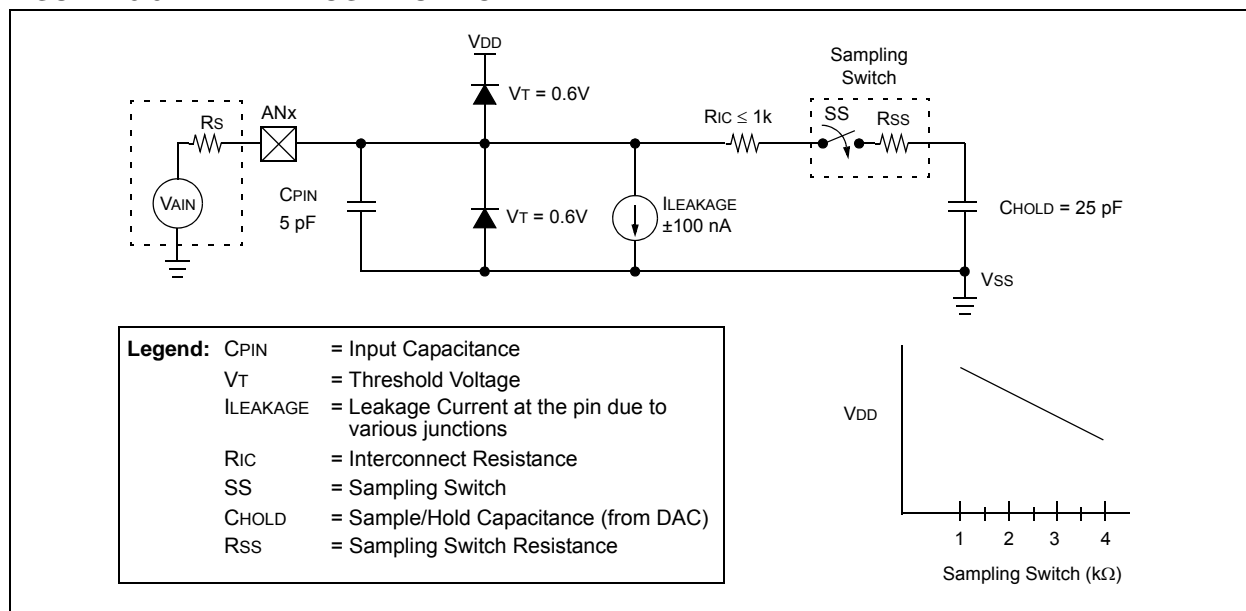 VDD
Sampling
Switch
VT = 0.6V
ANx
RS
RIC ≤ 1k
SS
RSS
VAIN
CPIN
5 pF
VT = 0.6V
ILEAKAGE
±100 nA
CHOLD = 25 pF
VSS
Legend: CPIN = Input Capacitance
VT = Threshold Voltage
ILEAKAGE = Leakage Current at the pin due to
various junctions
RIC = Interconnect Resistance
SS = Sampling Switch
CHOLD = Sample/Hold Capacitance (from DAC)
RSS = Sampling Switch Resistance
VDD
1 2 3 4
Sampling Switch (kΩ)